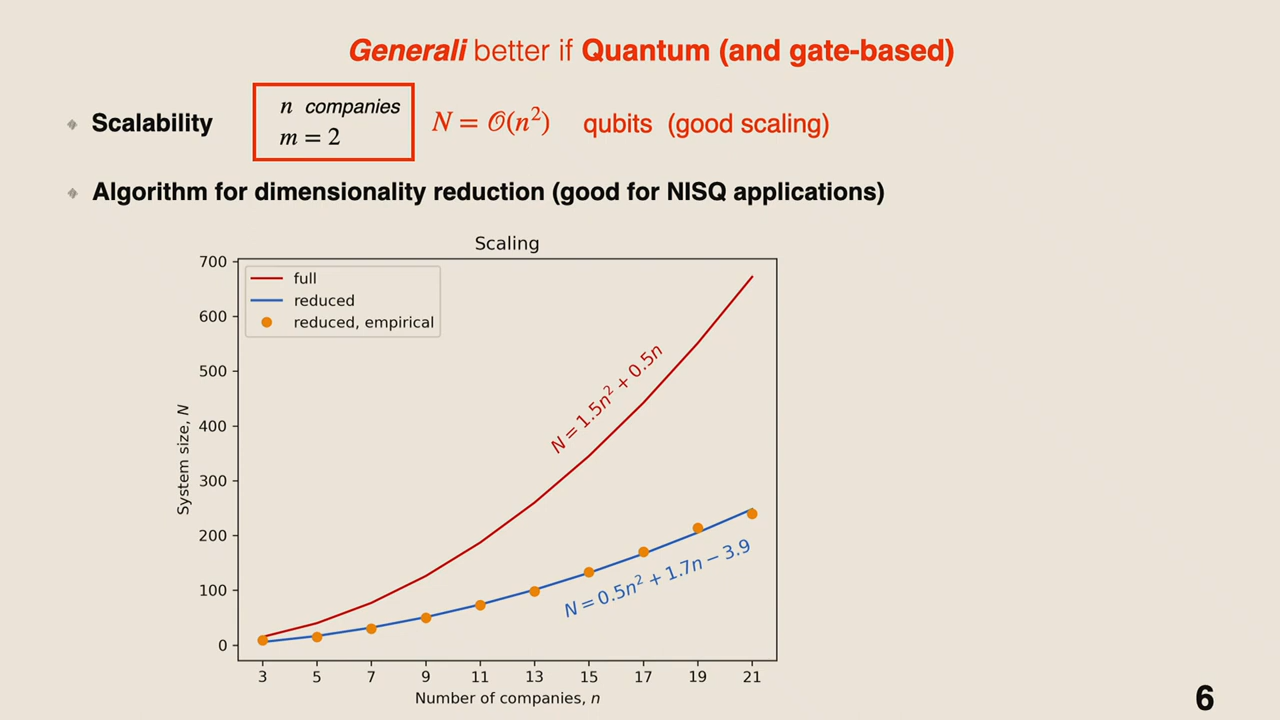 Generali better if Quantum (and gate-based)
Scalability
n companies
m = 2
N = 𝒪(n²) qubits (good scaling)
Algorithm for dimensionality reduction (good for NISQ applications)
Scaling
full
reduced
reduced, empirical
700
600
500
400
300
200
100
0
System size, N
N = 1.5n² + 0.5n
N = 0.5n² + 1.7n − 3.9
3 5 7 9 11 13 15 17 19 21
Number of companies, n
6